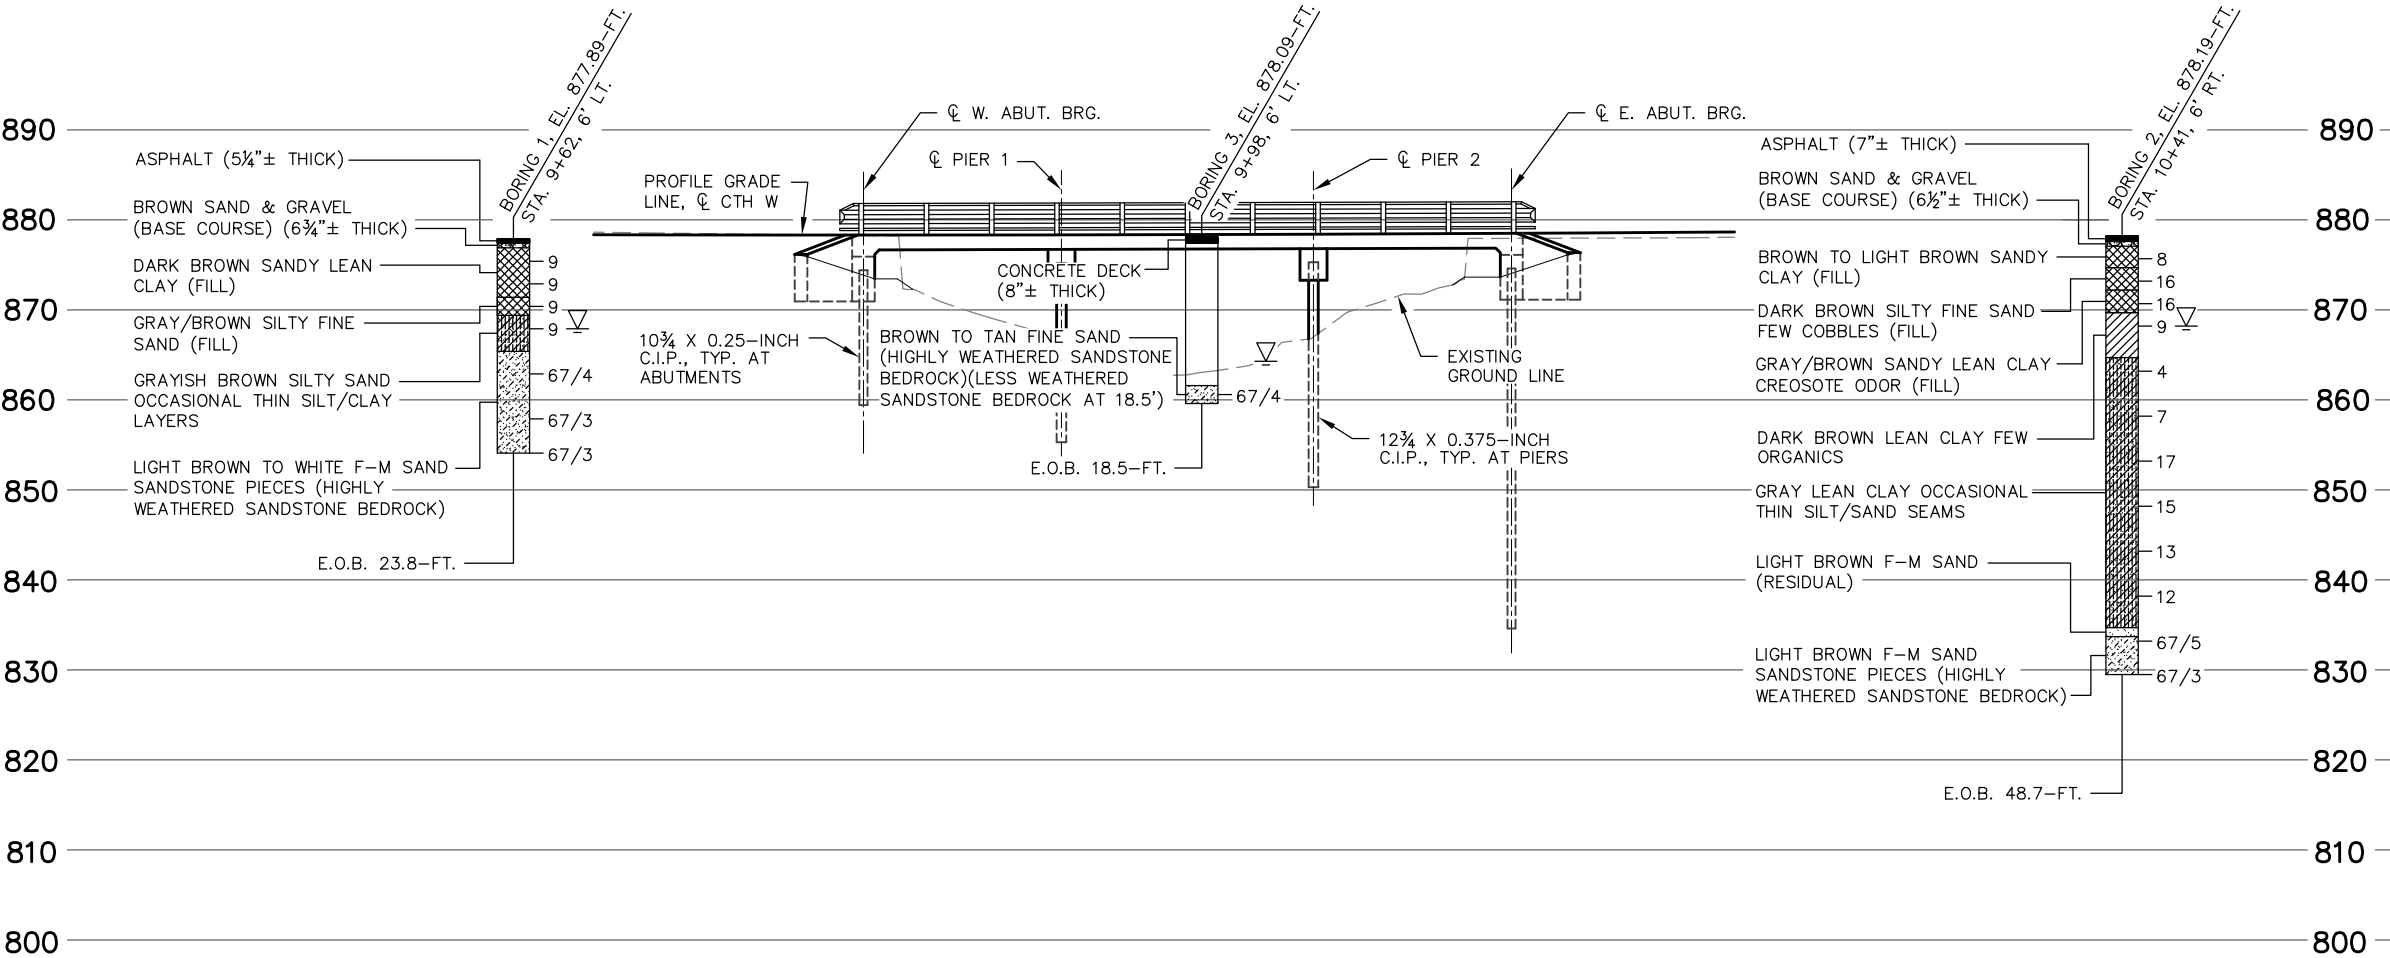 BORING 1, EL. 877.89-FT.
STA. 9+62, 6' LT.
BORING 3, EL. 878.09-FT.
STA. 9+98, 6' LT.
BORING 2, EL. 878.19-FT.
STA. 10+41, 6' RT.
890
880
870
860
850
840
830
820
810
800
ASPHALT (5¼"± THICK)
BROWN SAND & GRAVEL
(BASE COURSE) (6¾"± THICK)
DARK BROWN SANDY LEAN
CLAY (FILL)
GRAY/BROWN SILTY FINE
SAND (FILL)
GRAYISH BROWN SILTY SAND
OCCASIONAL THIN SILT/CLAY
LAYERS
LIGHT BROWN TO WHITE F-M SAND
SANDSTONE PIECES (HIGHLY
WEATHERED SANDSTONE BEDROCK)
E.O.B. 23.8-FT.
9
9
9
9
67/4
67/3
67/3
PROFILE GRADE
LINE, ℄ CTH W
℄ W. ABUT. BRG.
℄ PIER 1
℄ PIER 2
℄ E. ABUT. BRG.
CONCRETE DECK
(8"± THICK)
10¾ X 0.25-INCH
C.I.P., TYP. AT
ABUTMENTS
BROWN TO TAN FINE SAND
(HIGHLY WEATHERED SANDSTONE
BEDROCK)(LESS WEATHERED
SANDSTONE BEDROCK AT 18.5')
67/4
E.O.B. 18.5-FT.
EXISTING
GROUND LINE
12¾ X 0.375-INCH
C.I.P., TYP. AT PIERS
ASPHALT (7"± THICK)
BROWN SAND & GRAVEL
(BASE COURSE) (6½"± THICK)
BROWN TO LIGHT BROWN SANDY
CLAY (FILL)
DARK BROWN SILTY FINE SAND
FEW COBBLES (FILL)
GRAY/BROWN SANDY LEAN CLAY
CREOSOTE ODOR (FILL)
DARK BROWN LEAN CLAY FEW
ORGANICS
GRAY LEAN CLAY OCCASIONAL
THIN SILT/SAND SEAMS
LIGHT BROWN F-M SAND
(RESIDUAL)
LIGHT BROWN F-M SAND
SANDSTONE PIECES (HIGHLY
WEATHERED SANDSTONE BEDROCK)
E.O.B. 48.7-FT.
8
16
16
9
4
7
17
15
13
12
67/5
67/3
890
880
870
860
850
840
830
820
810
800